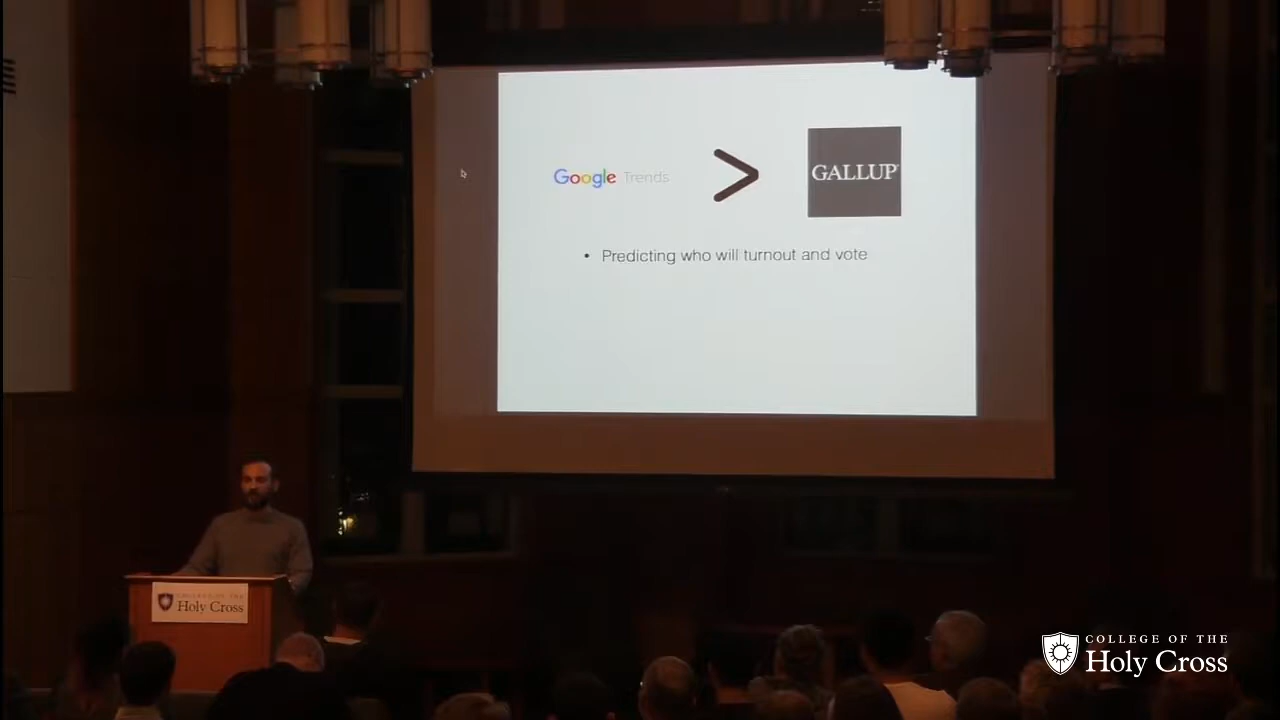 Google Trends
>
GALLUP®
• Predicting who will turnout and vote
COLLEGE OF THE
Holy Cross
COLLEGE OF THE
Holy Cross